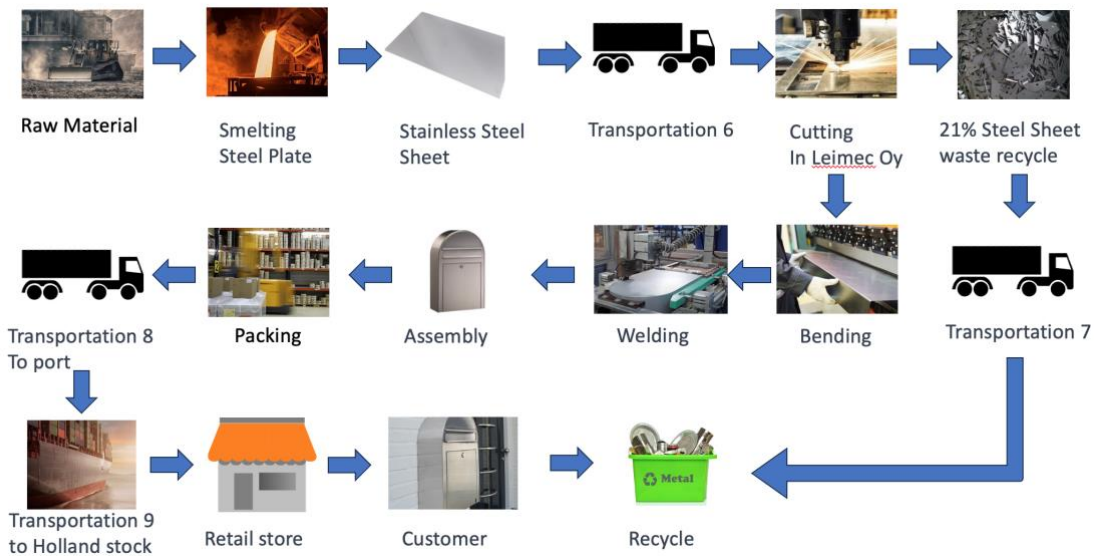 Raw Material
Smelting
Steel Plate
Stainless Steel
Sheet
Transportation 6
Cutting
In Leimec Oy
21% Steel Sheet
waste recycle
Transportation 8
To port
Packing
Assembly
Welding
Bending
Transportation 7
Transportation 9
to Holland stock
Retail store
Customer
Metal
Recycle